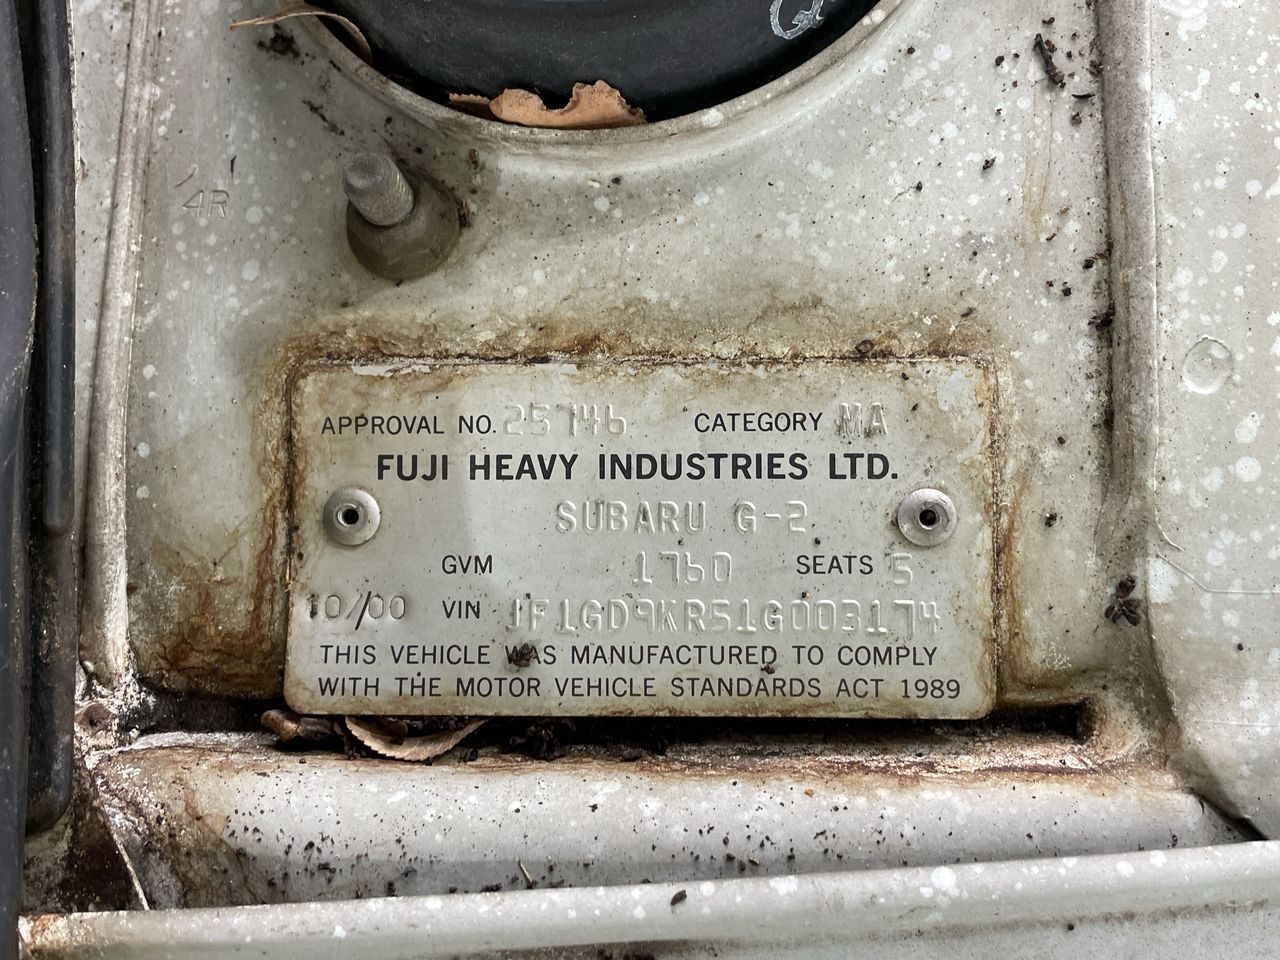 4R
APPROVAL NO. 25746 CATEGORY MA
FUJI HEAVY INDUSTRIES LTD.
SUBARU G-2
GVM 1760 SEATS 5
10/00 VIN JF1GD9KR51G003174
THIS VEHICLE WAS MANUFACTURED TO COMPLY
WITH THE MOTOR VEHICLE STANDARDS ACT 1989